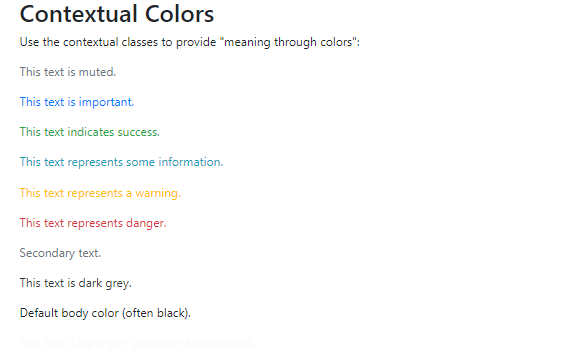 Contextual Colors
Use the contextual classes to provide "meaning through colors":
This text is muted.
This text is important.
This text indicates success.
This text represents some information.
This text represents a warning.
This text represents danger.
Secondary text.
This text is dark grey.
Default body color (often black).
This text is light grey (on white background).